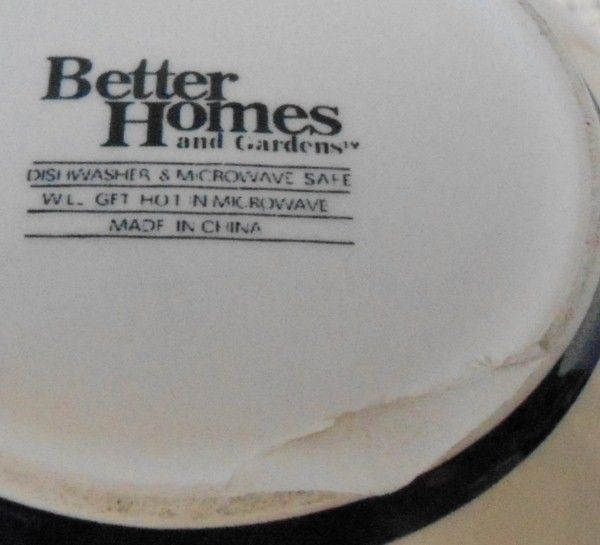 Better
Homes
and Gardens™
DISHWASHER & MICROWAVE SAFE
WILL GET HOT IN MICROWAVE
MADE IN CHINA